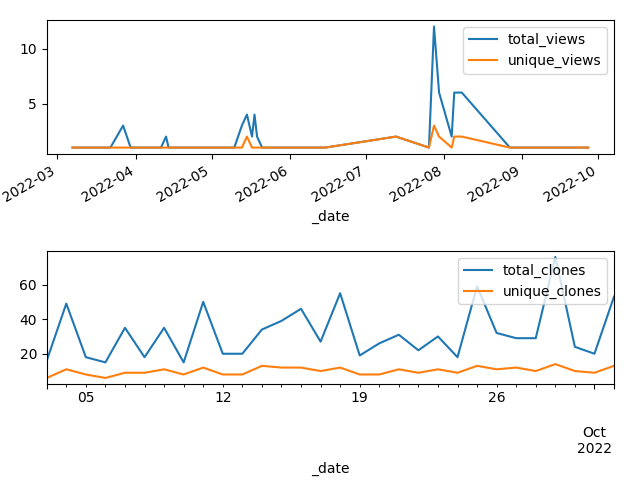 10
5
total_views
unique_views
2022-03
2022-04
2022-05
2022-06
2022-07
2022-08
2022-09
2022-10
_date
60
40
20
total_clones
unique_clones
05
12
19
26
Oct
2022
_date